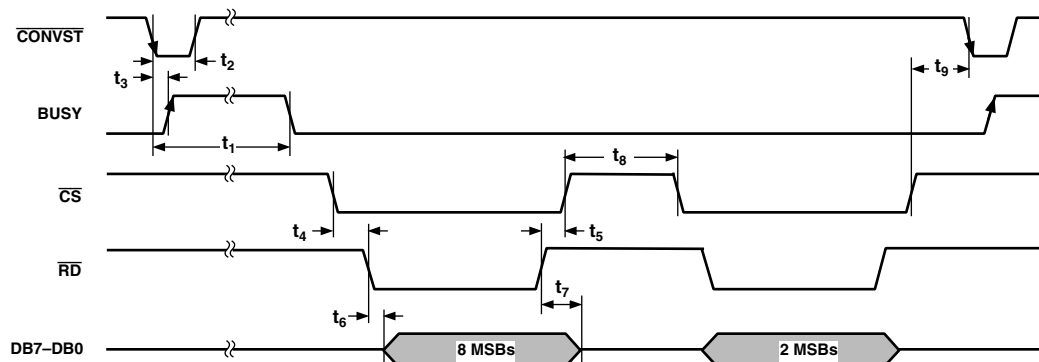 CONVST
t2
t3
t9
BUSY
t1
t8
CS
t4
t5
RD
t7
t6
DB7–DB0
8 MSBs
2 MSBs